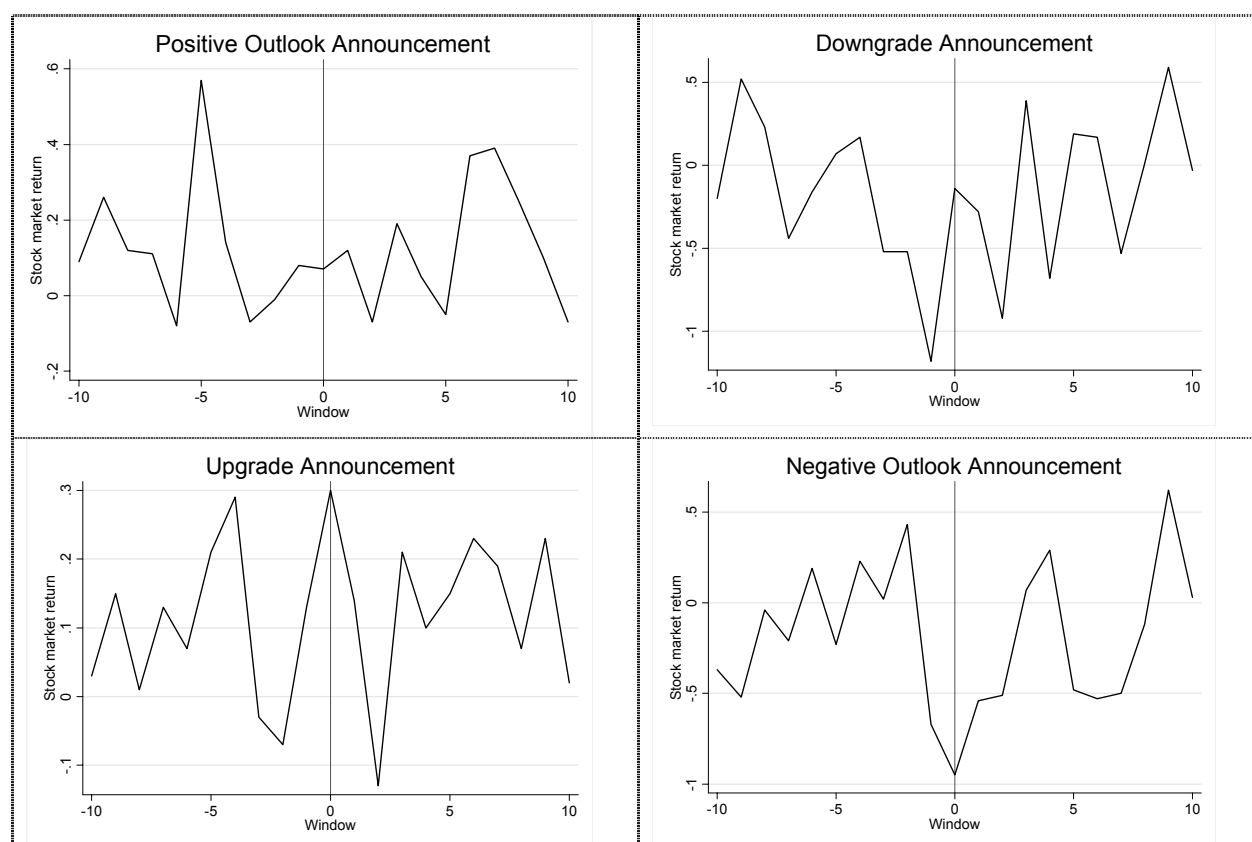 Positive Outlook Announcement
Stock market return
.6
.4
.2
0
-.2
-10 -5 0 5 10
Window
Downgrade Announcement
Stock market return
.5
0
-.5
-1
-10 -5 0 5 10
Window
Upgrade Announcement
Stock market return
.3
.2
.1
0
-.1
-10 -5 0 5 10
Window
Negative Outlook Announcement
Stock market return
.5
0
-.5
-1
-10 -5 0 5 10
Window